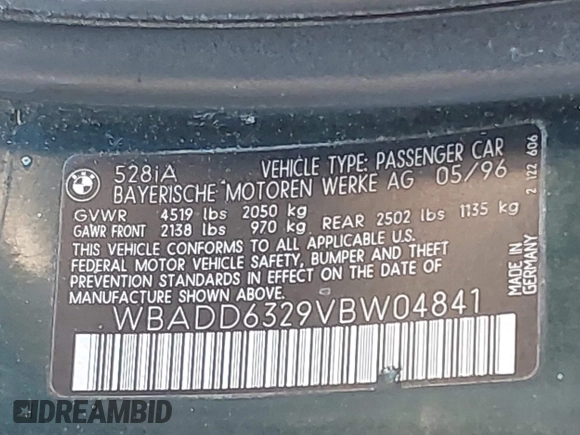 528iA VEHICLE TYPE: PASSENGER CAR
BAYERISCHE MOTOREN WERKE AG 05/96
GVWR 4519 lbs 2050 kg
GAWR FRONT 2138 lbs 970 kg REAR 2502 lbs 1135 kg
THIS VEHICLE CONFORMS TO ALL APPLICABLE U.S.
FEDERAL MOTOR VEHICLE SAFETY, BUMPER AND THEFT
PREVENTION STANDARDS IN EFFECT ON THE DATE OF
MANUFACTURE SHOWN ABOVE.
WBADD6329VBW04841
MADE IN
GERMANY
2 122 606
DREAMBID